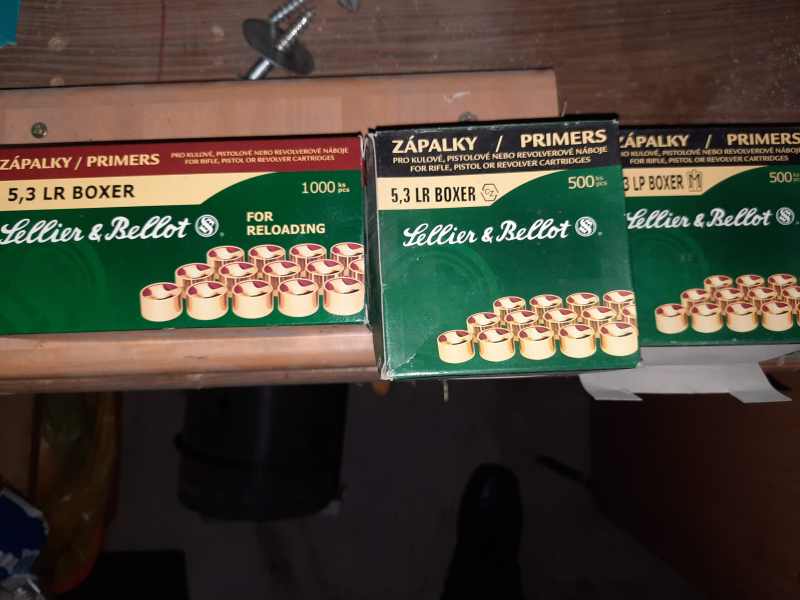 ZÁPALKY / PRIMERS
PRO KULOVÉ, PISTOLOVÉ NEBO REVOLVEROVÉ NÁBOJE
FOR RIFLE, PISTOL OR REVOLVER CARTRIDGES
5,3 LR BOXER
1000 ks
pcs
Sellier & Bellot
FOR
RELOADING
ZÁPALKY / PRIMERS
PRO KULOVÉ, PISTOLOVÉ NEBO REVOLVEROVÉ NÁBOJE
FOR RIFLE, PISTOL OR REVOLVER CARTRIDGES
5,3 LR BOXER CZ
500 ks
pcs
Sellier & Bellot
ZÁPALKY / PRIMERS
PRO KULOVÉ, PISTOLOVÉ NEBO REVOLVEROVÉ NÁBOJE
FOR RIFLE, PISTOL OR REVOLVER CARTRIDGES
3 LP BOXER
500 ks
pcs
Sellier & Bellot